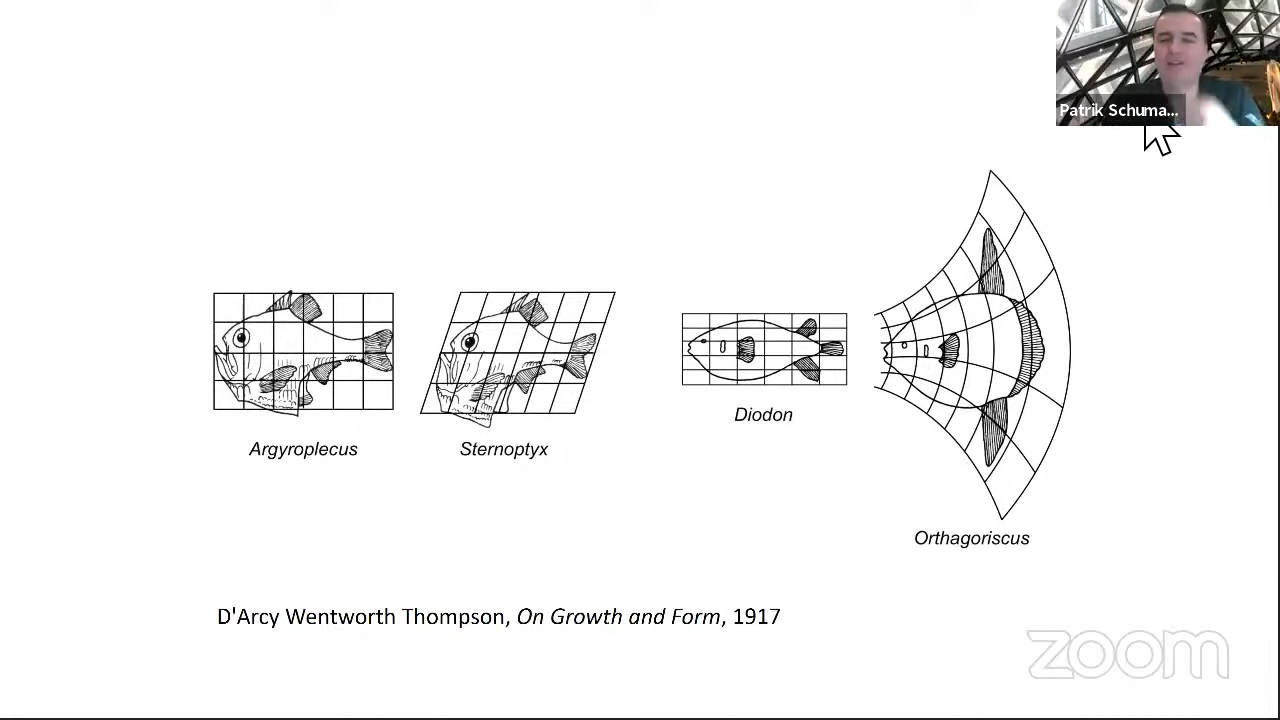 Patrik Schuma...
Argyroplecus
Sternoptyx
Diodon
Orthagoriscus
D'Arcy Wentworth Thompson, On Growth and Form, 1917
zoom